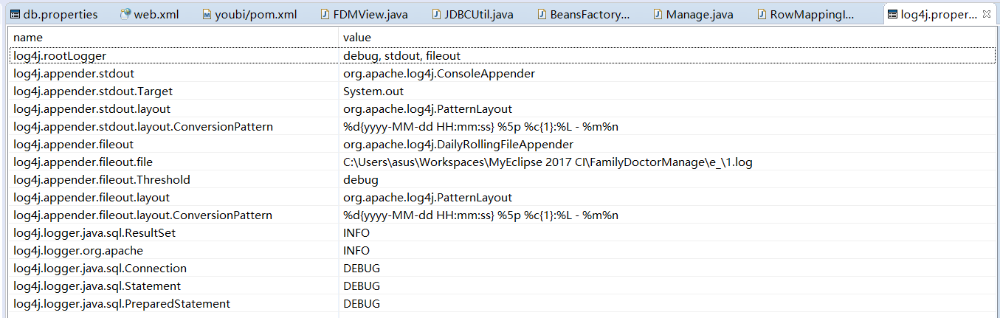 db.properties web.xml youbi/pom.xml FDMView.java JDBCUtil.java BeansFactory... Manage.java RowMappingI... log4j.proper...
name value
log4j.rootLogger debug, stdout, fileout
log4j.appender.stdout org.apache.log4j.ConsoleAppender
log4j.appender.stdout.Target System.out
log4j.appender.stdout.layout org.apache.log4j.PatternLayout
log4j.appender.stdout.layout.ConversionPattern %d{yyyy-MM-dd HH:mm:ss} %5p %c{1}:%L - %m%n
log4j.appender.fileout org.apache.log4j.DailyRollingFileAppender
log4j.appender.fileout.file C:\Users\asus\Workspaces\MyEclipse 2017 CI\FamilyDoctorManage\e_\1.log
log4j.appender.fileout.Threshold debug
log4j.appender.fileout.layout org.apache.log4j.PatternLayout
log4j.appender.fileout.layout.ConversionPattern %d{yyyy-MM-dd HH:mm:ss} %5p %c{1}:%L - %m%n
log4j.logger.java.sql.ResultSet INFO
log4j.logger.org.apache INFO
log4j.logger.java.sql.Connection DEBUG
log4j.logger.java.sql.Statement DEBUG
log4j.logger.java.sql.PreparedStatement DEBUG